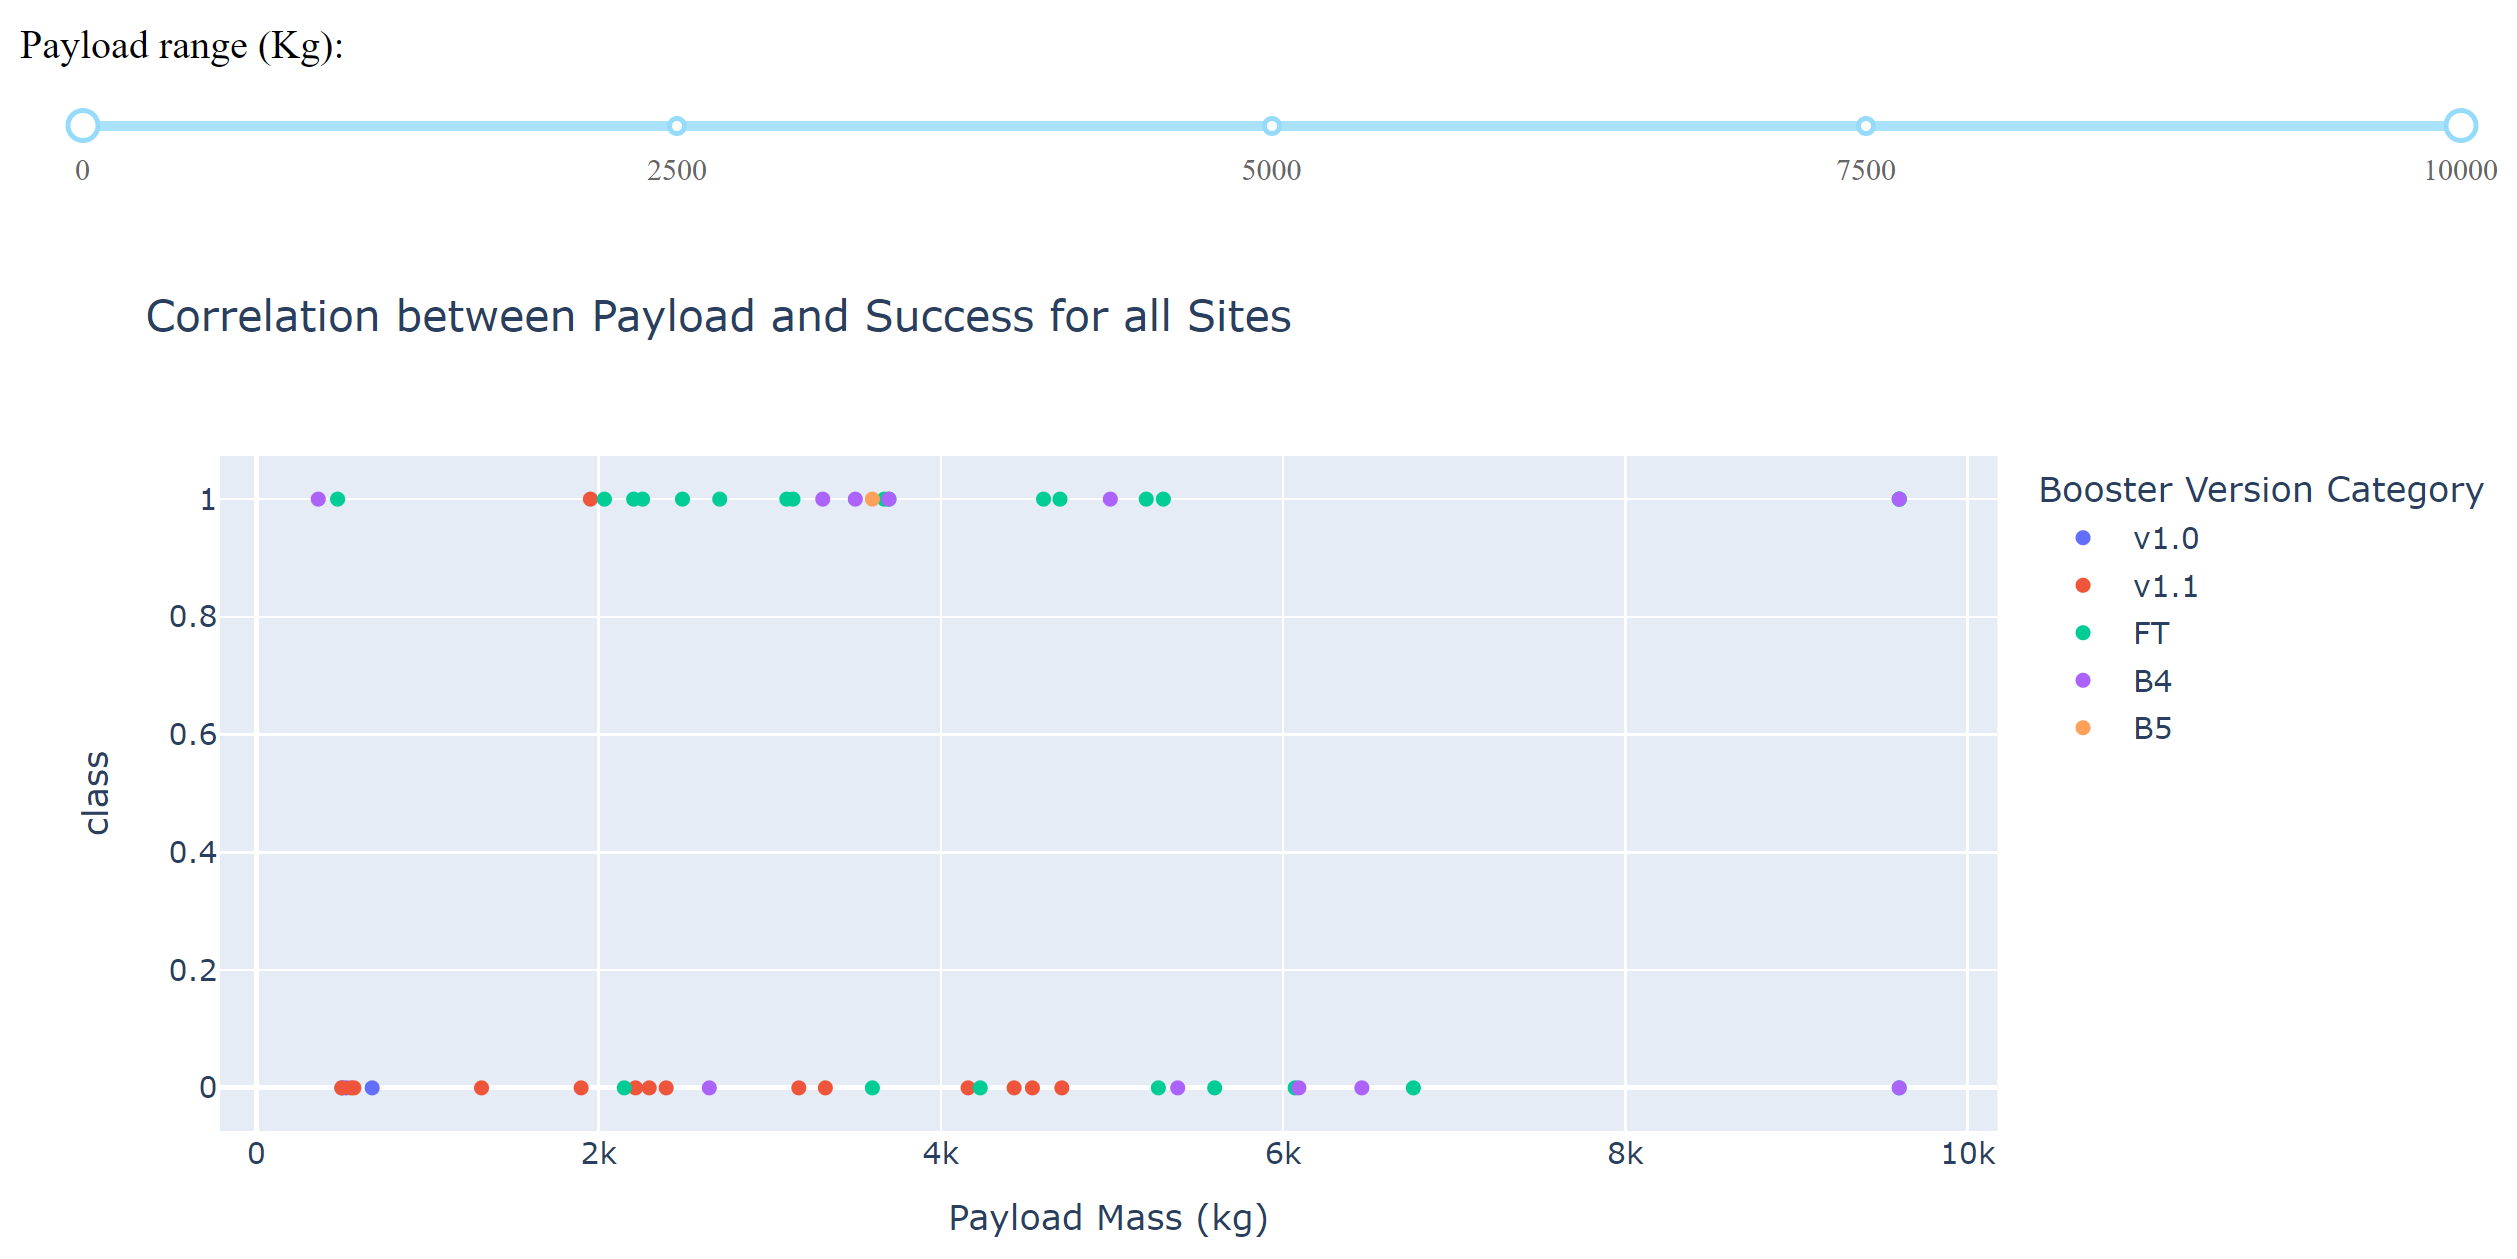 Payload range (Kg):
0 2500 5000 7500 10000
Correlation between Payload and Success for all Sites
Booster Version Category
v1.0
v1.1
FT
B4
B5
1
0.8
0.6
0.4
0.2
0
class
0 2k 4k 6k 8k 10k
Payload Mass (kg)